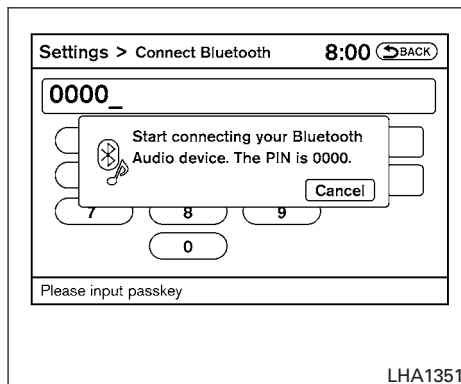 Settings > Connect Bluetooth 8:00 BACK
0000_
Start connecting your Bluetooth
Audio device. The PIN is 0000.
Cancel
7 8 9
0
Please input passkey
LHA1351